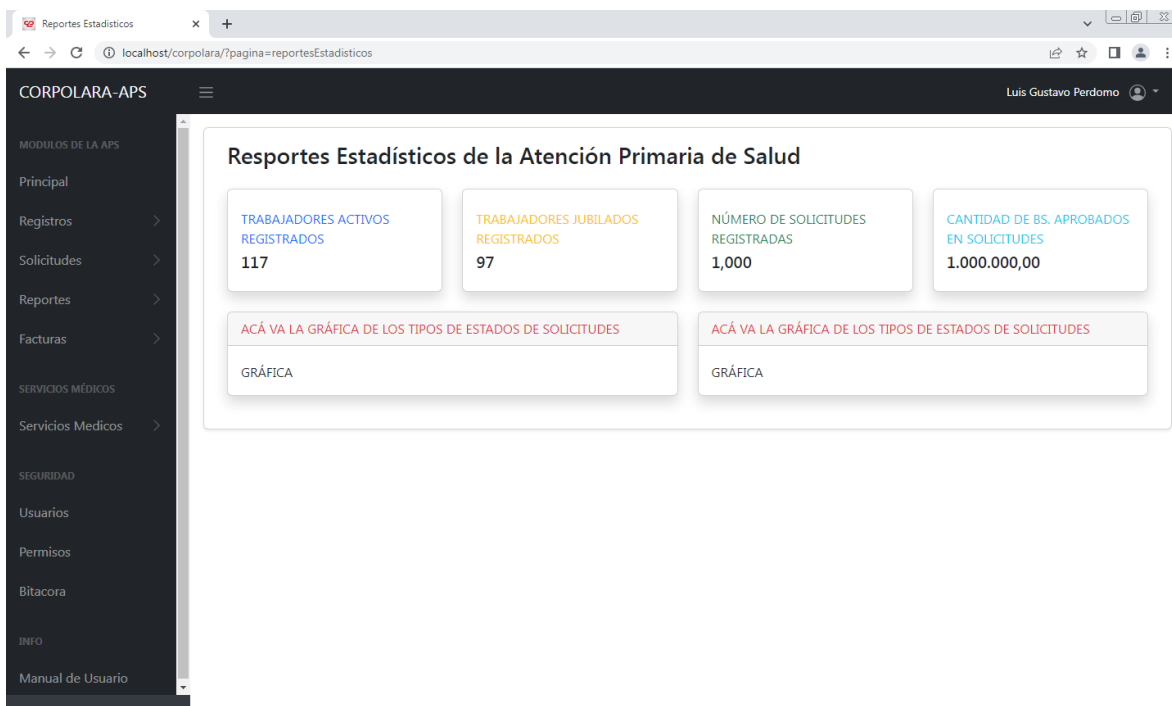 Reportes Estadisticos
localhost/corpolara/?pagina=reportesEstadisticos
CORPOLARA-APS
Luis Gustavo Perdomo
MODULOS DE LA APS
Principal
Registros
Solicitudes
Reportes
Facturas
SERVICIOS MÉDICOS
Servicios Medicos
SEGURIDAD
Usuarios
Permisos
Bitacora
INFO
Manual de Usuario
Resportes Estadísticos de la Atención Primaria de Salud
TRABAJADORES ACTIVOS
REGISTRADOS
117
TRABAJADORES JUBILADOS
REGISTRADOS
97
NÚMERO DE SOLICITUDES
REGISTRADAS
1,000
CANTIDAD DE BS. APROBADOS
EN SOLICITUDES
1.000.000,00
ACÁ VA LA GRÁFICA DE LOS TIPOS DE ESTADOS DE SOLICITUDES
GRÁFICA
ACÁ VA LA GRÁFICA DE LOS TIPOS DE ESTADOS DE SOLICITUDES
GRÁFICA